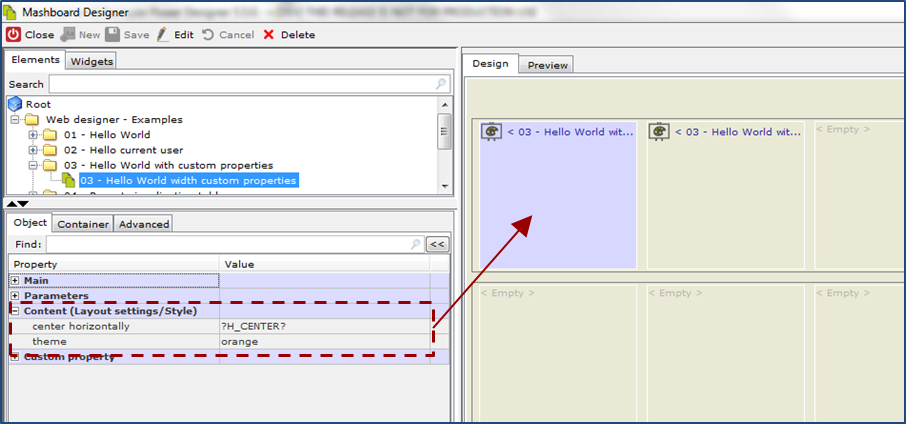 Mashboard Designer
Close New Save Edit Cancel Delete
Elements Widgets
Search
Root
Web designer - Examples
01 - Hello World
02 - Hello current user
03 - Hello World with custom properties
03 - Hello World width custom properties
Object Container Advanced
Find: <<
Property Value
Main
Parameters
Content (Layout settings/Style)
center horizontally ?H_CENTER?
theme orange
Custom property
Design Preview
< 03 - Hello World wit... < 03 - Hello World wit... < Empty >
< Empty > < Empty > < Empty >